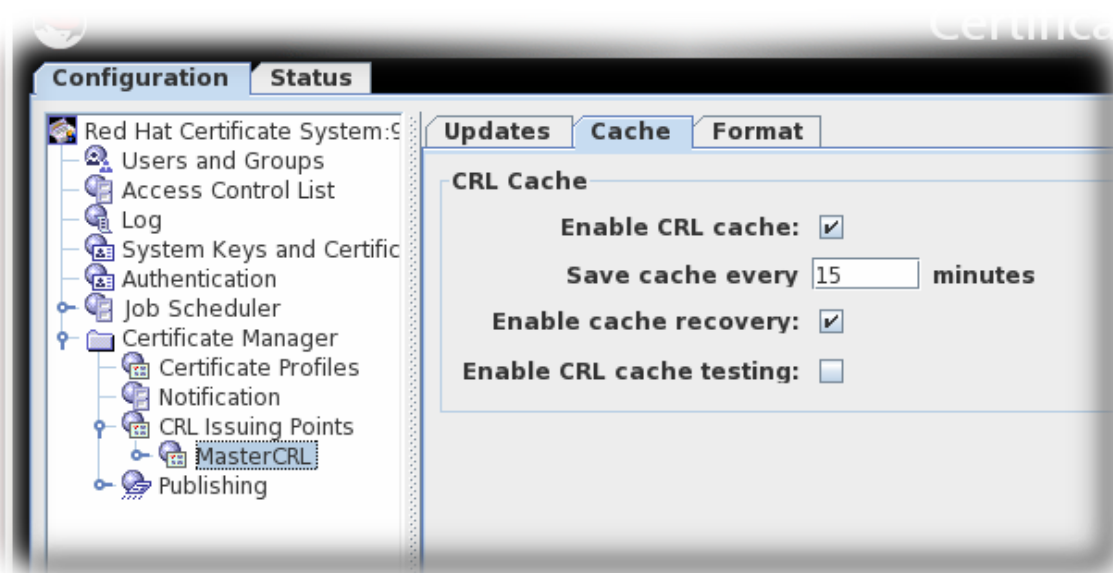 Configuration Status
Red Hat Certificate System:9
Users and Groups
Access Control List
Log
System Keys and Certific
Authentication
Job Scheduler
Certificate Manager
Certificate Profiles
Notification
CRL Issuing Points
MasterCRL
Publishing
Updates Cache Format
CRL Cache
Enable CRL cache:
Save cache every 15 minutes
Enable cache recovery:
Enable CRL cache testing: